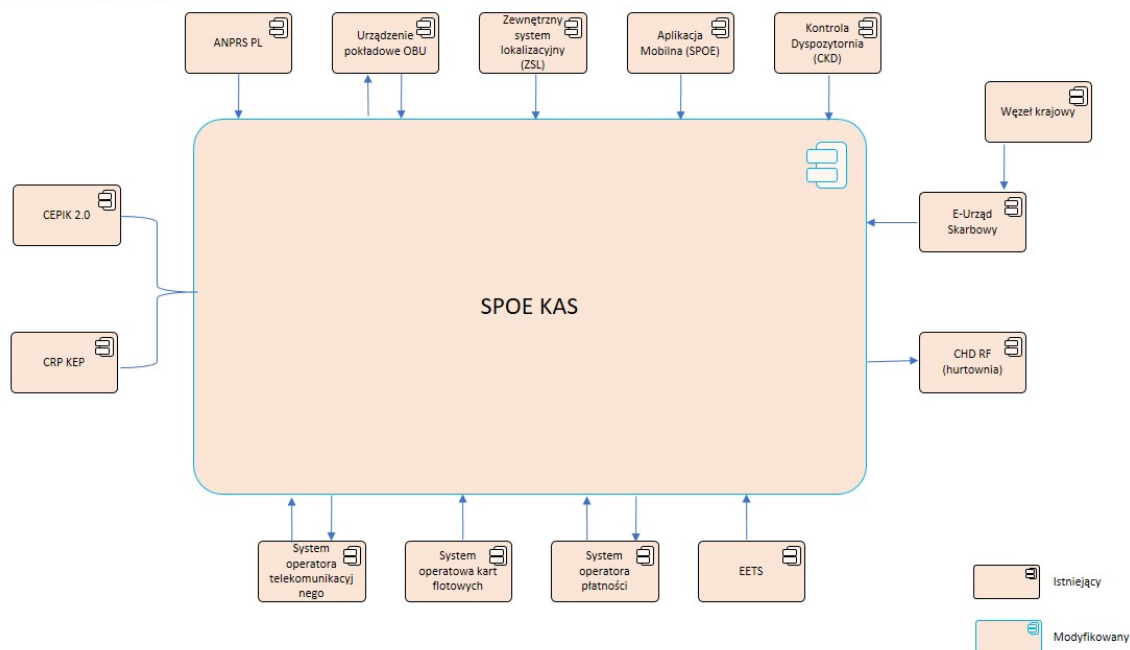 ANPRS PL
Urządzenie
pokładowe OBU
Zewnętrzny
system
lokalizacyjny
(ZSL)
Aplikacja
Mobilna (SPOE)
Kontrola
Dyspozytornia
(CKD)
Węzeł krajowy
CEPIK 2.0
E-Urząd
Skarbowy
SPOE KAS
CRP KEP
CHD RF
(hurtownia)
System
operatora
telekomunikacyj
nego
System
operatowa kart
flotowych
System
operatora
płatności
EETS
Istniejący
Modyfikowany